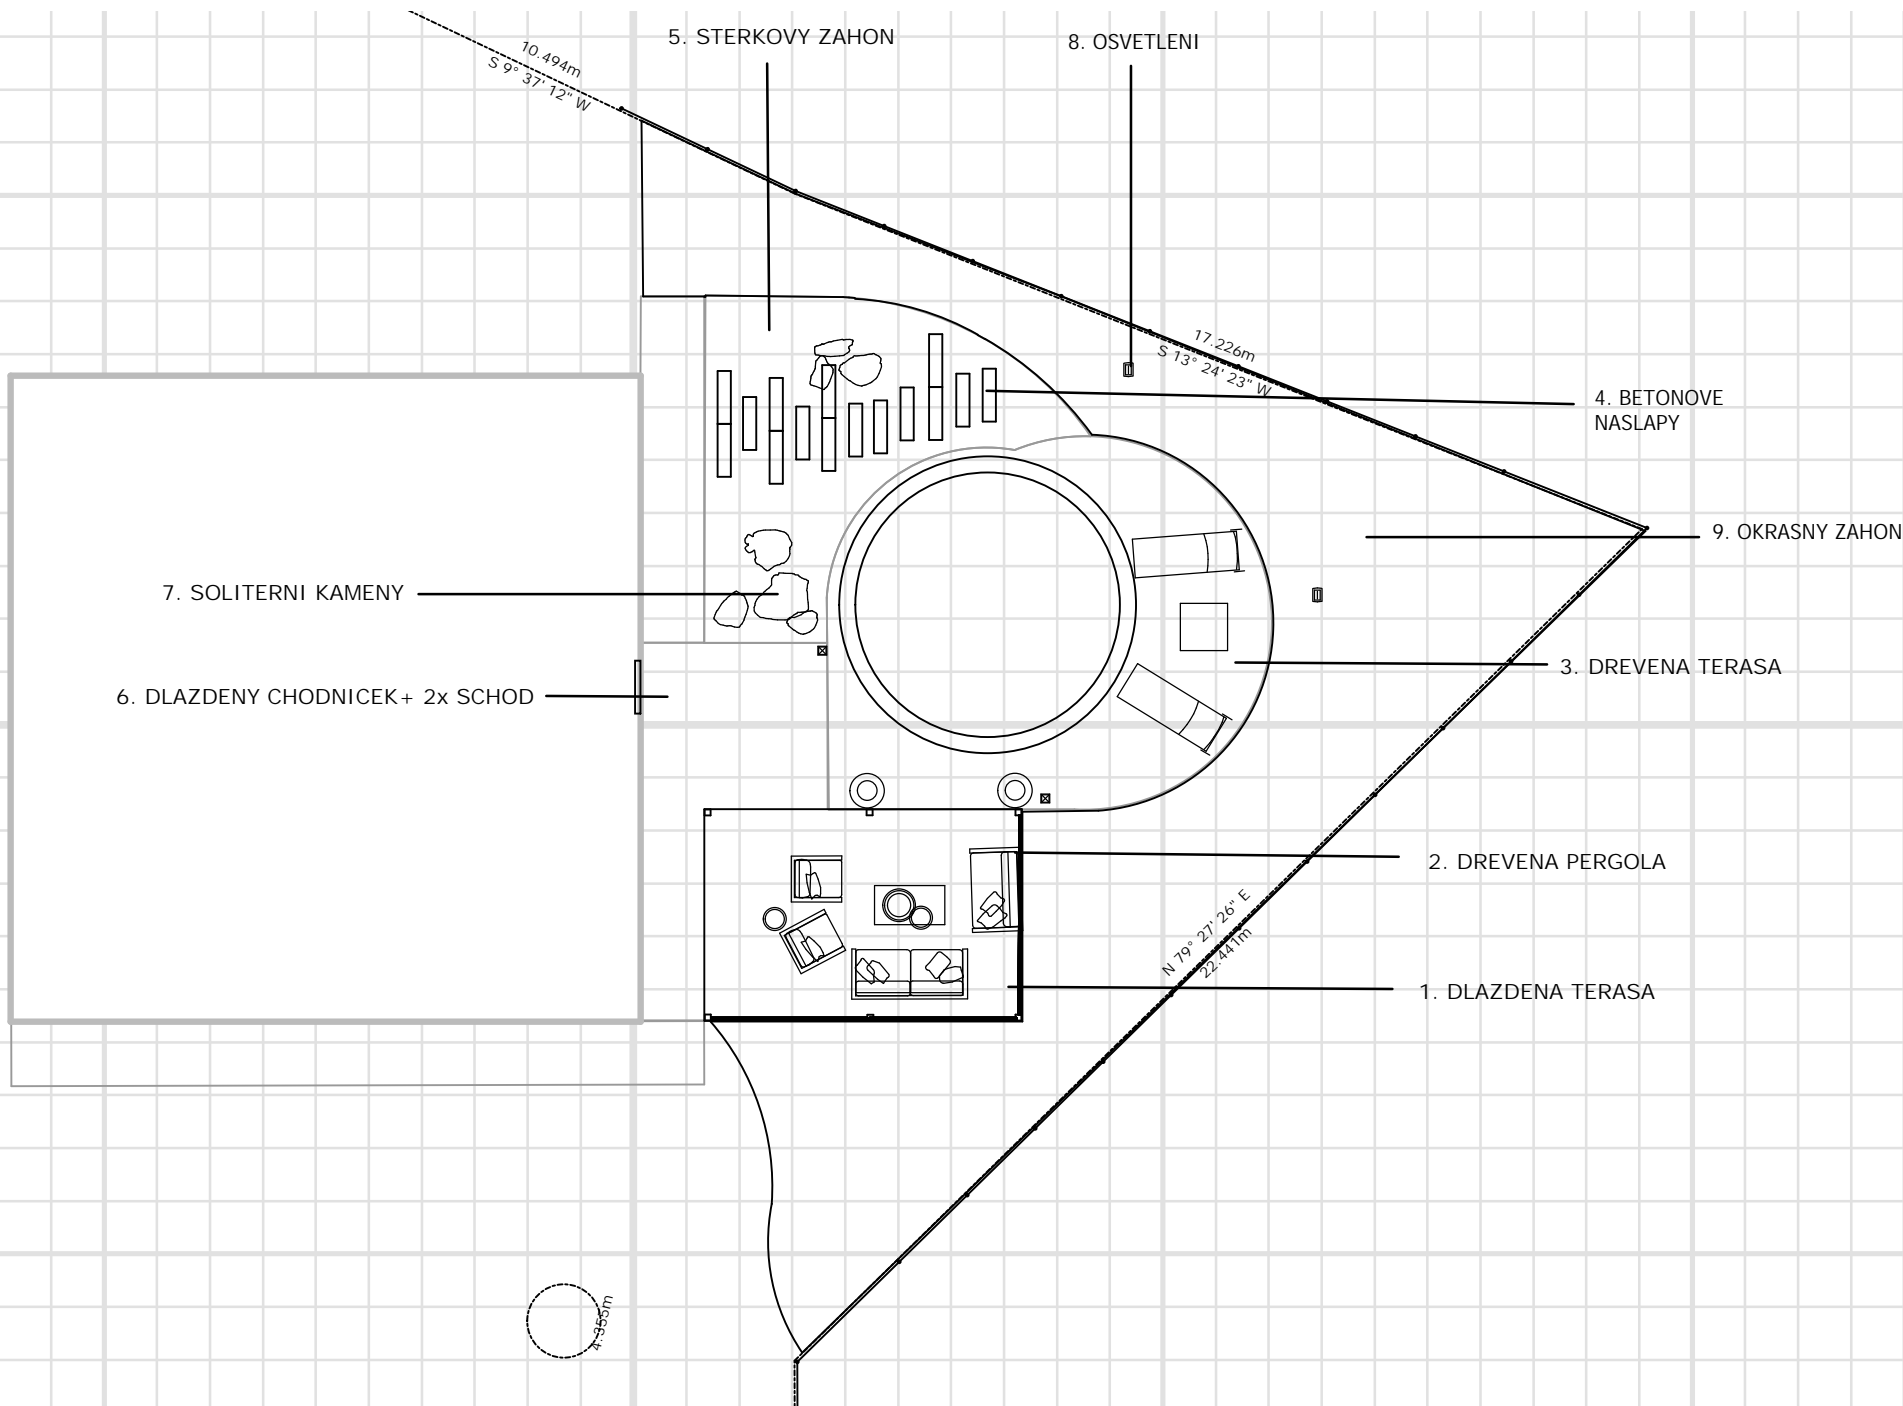 5. STERKOVY ZAHON
8. OSVETLENI
10.494m
S 9° 37' 12" W
17.226m
S 13° 24' 23" W
4. BETONOVE
NASLAPY
9. OKRASNY ZAHON
7. SOLITERNI KAMENY
3. DREVENA TERASA
6. DLAZDENY CHODNICEK+ 2x SCHOD
2. DREVENA PERGOLA
N 79° 27' 26" E
22.441m
1. DLAZDENA TERASA
4.355m